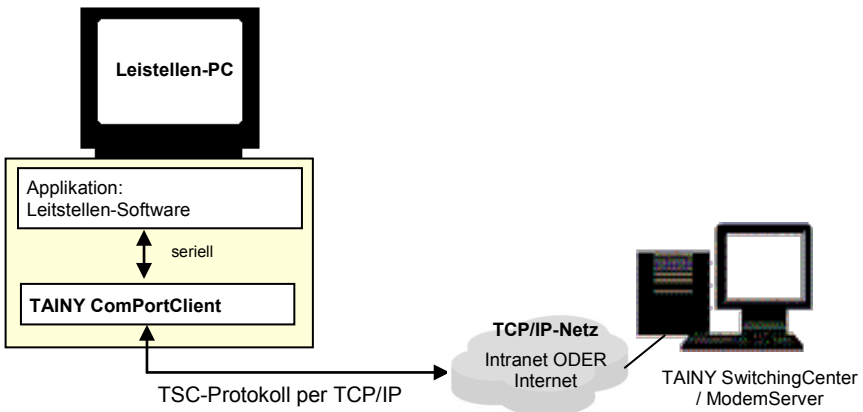 Leistellen-PC
Applikation:
Leitstellen-Software
seriell
TAINY ComPortClient
TSC-Protokoll per TCP/IP
TCP/IP-Netz
Intranet ODER
Internet
TAINY SwitchingCenter
/ ModemServer